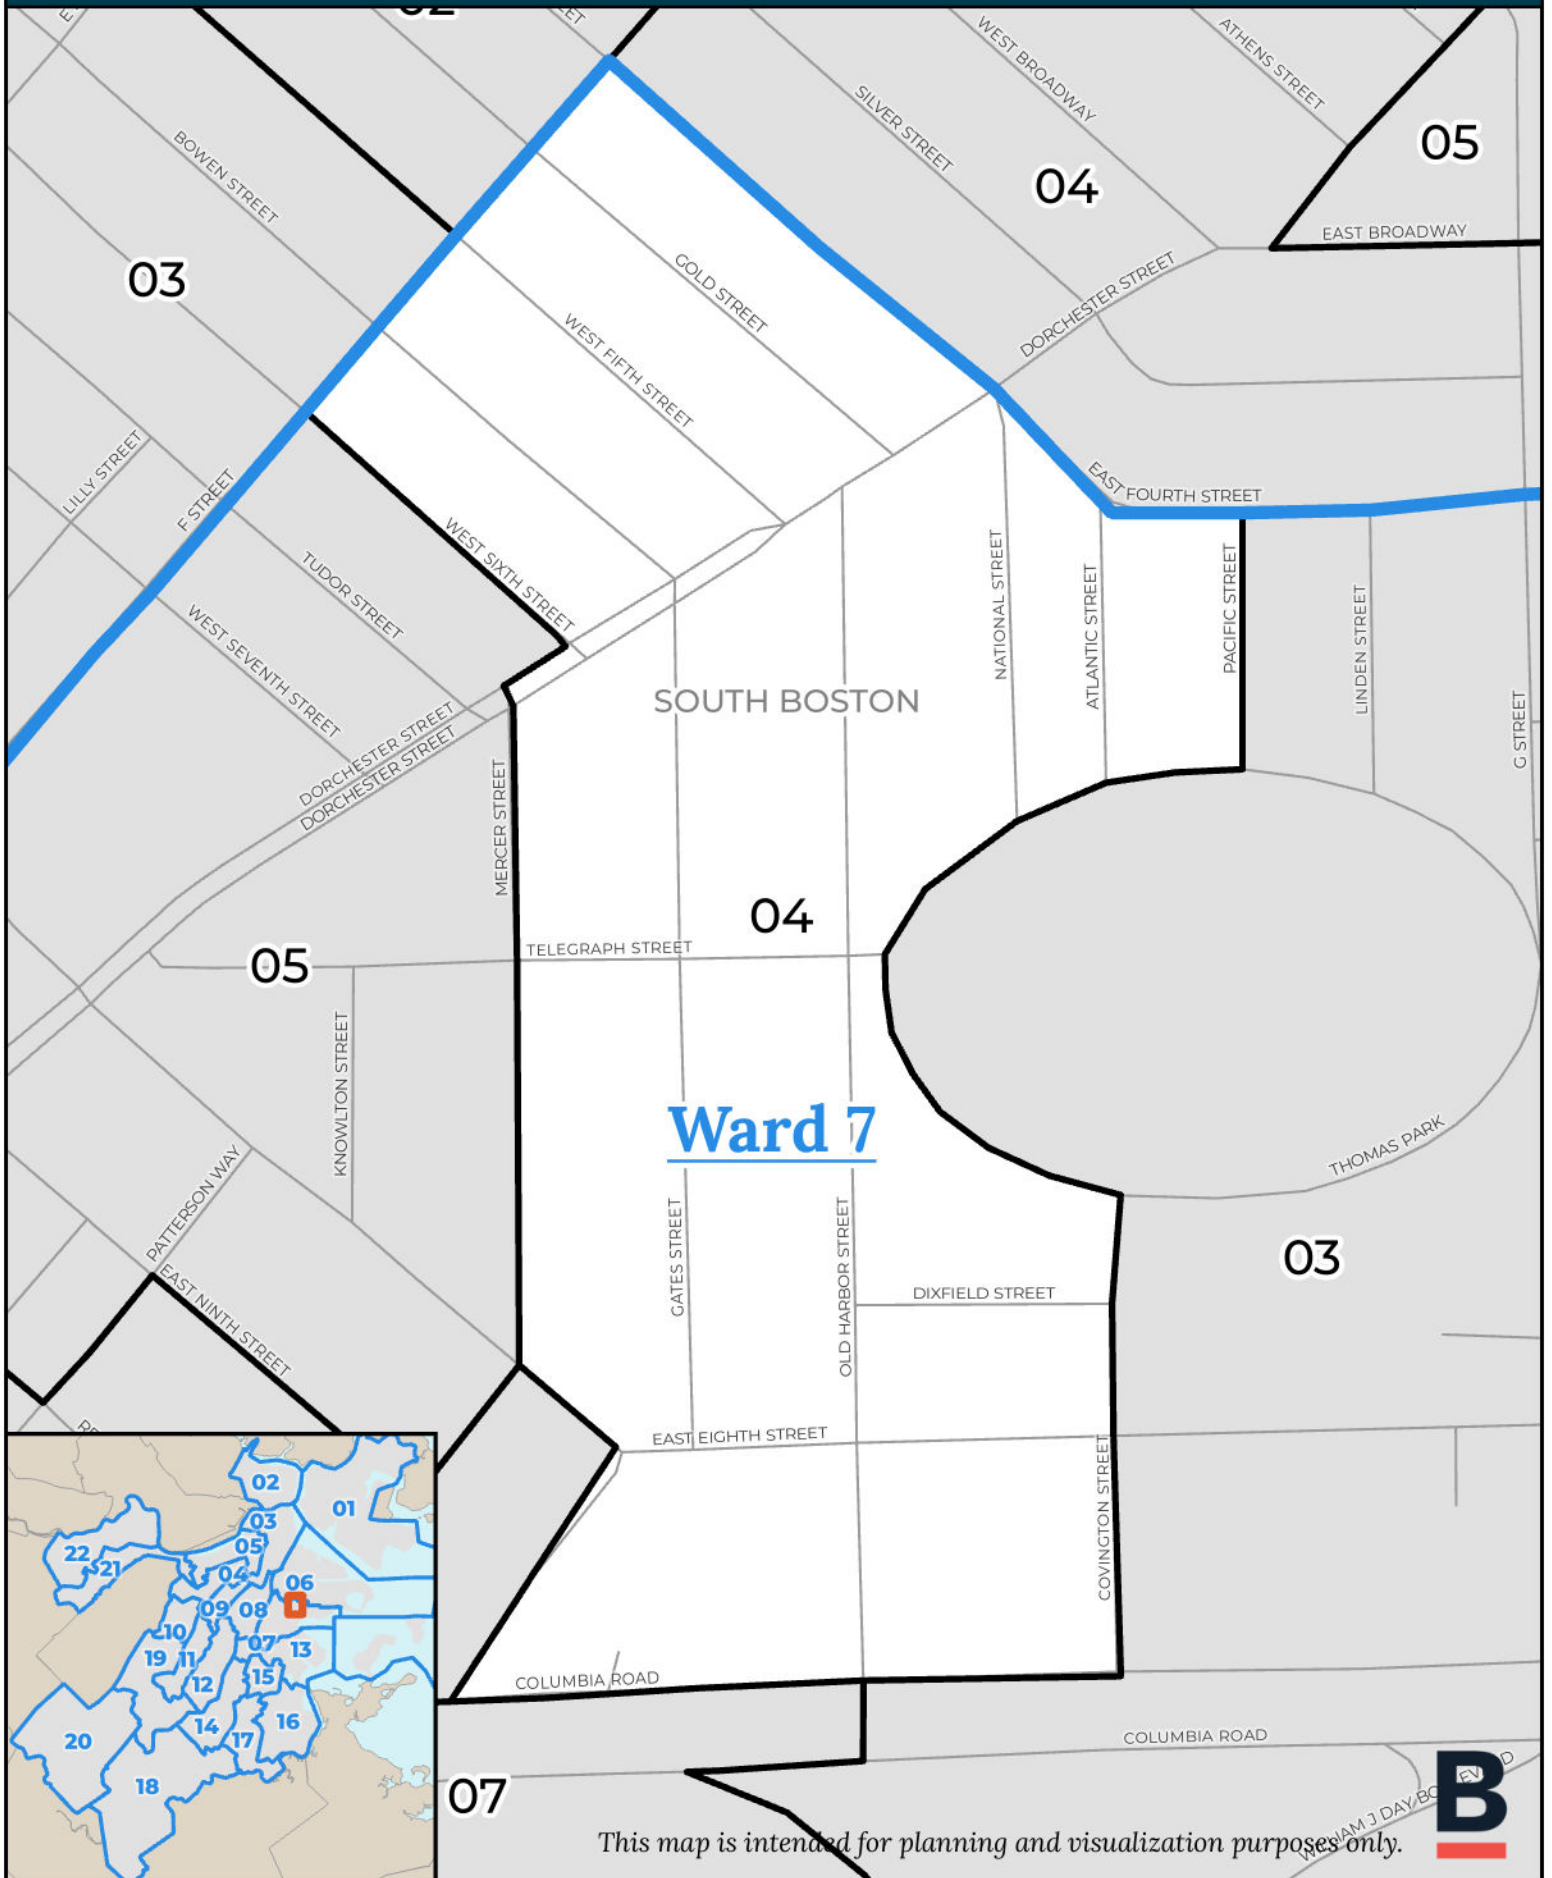 02
WEST BROADWAY
ATHENS STREET
SILVER STREET
05
04
BOWEN STREET
EAST BROADWAY
03
GOLD STREET
DORCHESTER STREET
WEST FIFTH STREET
LILLY STREET
F STREET
EAST FOURTH STREET
WEST SIXTH STREET
TUDOR STREET
NATIONAL STREET
ATLANTIC STREET
PACIFIC STREET
LINDEN STREET
WEST SEVENTH STREET
SOUTH BOSTON
G STREET
DORCHESTER STREET
DORCHESTER STREET
MERCER STREET
04
TELEGRAPH STREET
05
KNOWLTON STREET
Ward 7
THOMAS PARK
PATTERSON WAY
GATES STREET
OLD HARBOR STREET
03
EAST NINTH STREET
DIXFIELD STREET
EAST EIGHTH STREET
COVINGTON STREET
02
01
03
05
22
21
04
06
09
08
10
07
13
19
11
12
15
14
16
17
20
18
COLUMBIA ROAD
COLUMBIA ROAD
07
WILLIAM J DAY BOULEVARD
B
This map is intended for planning and visualization purposes only.